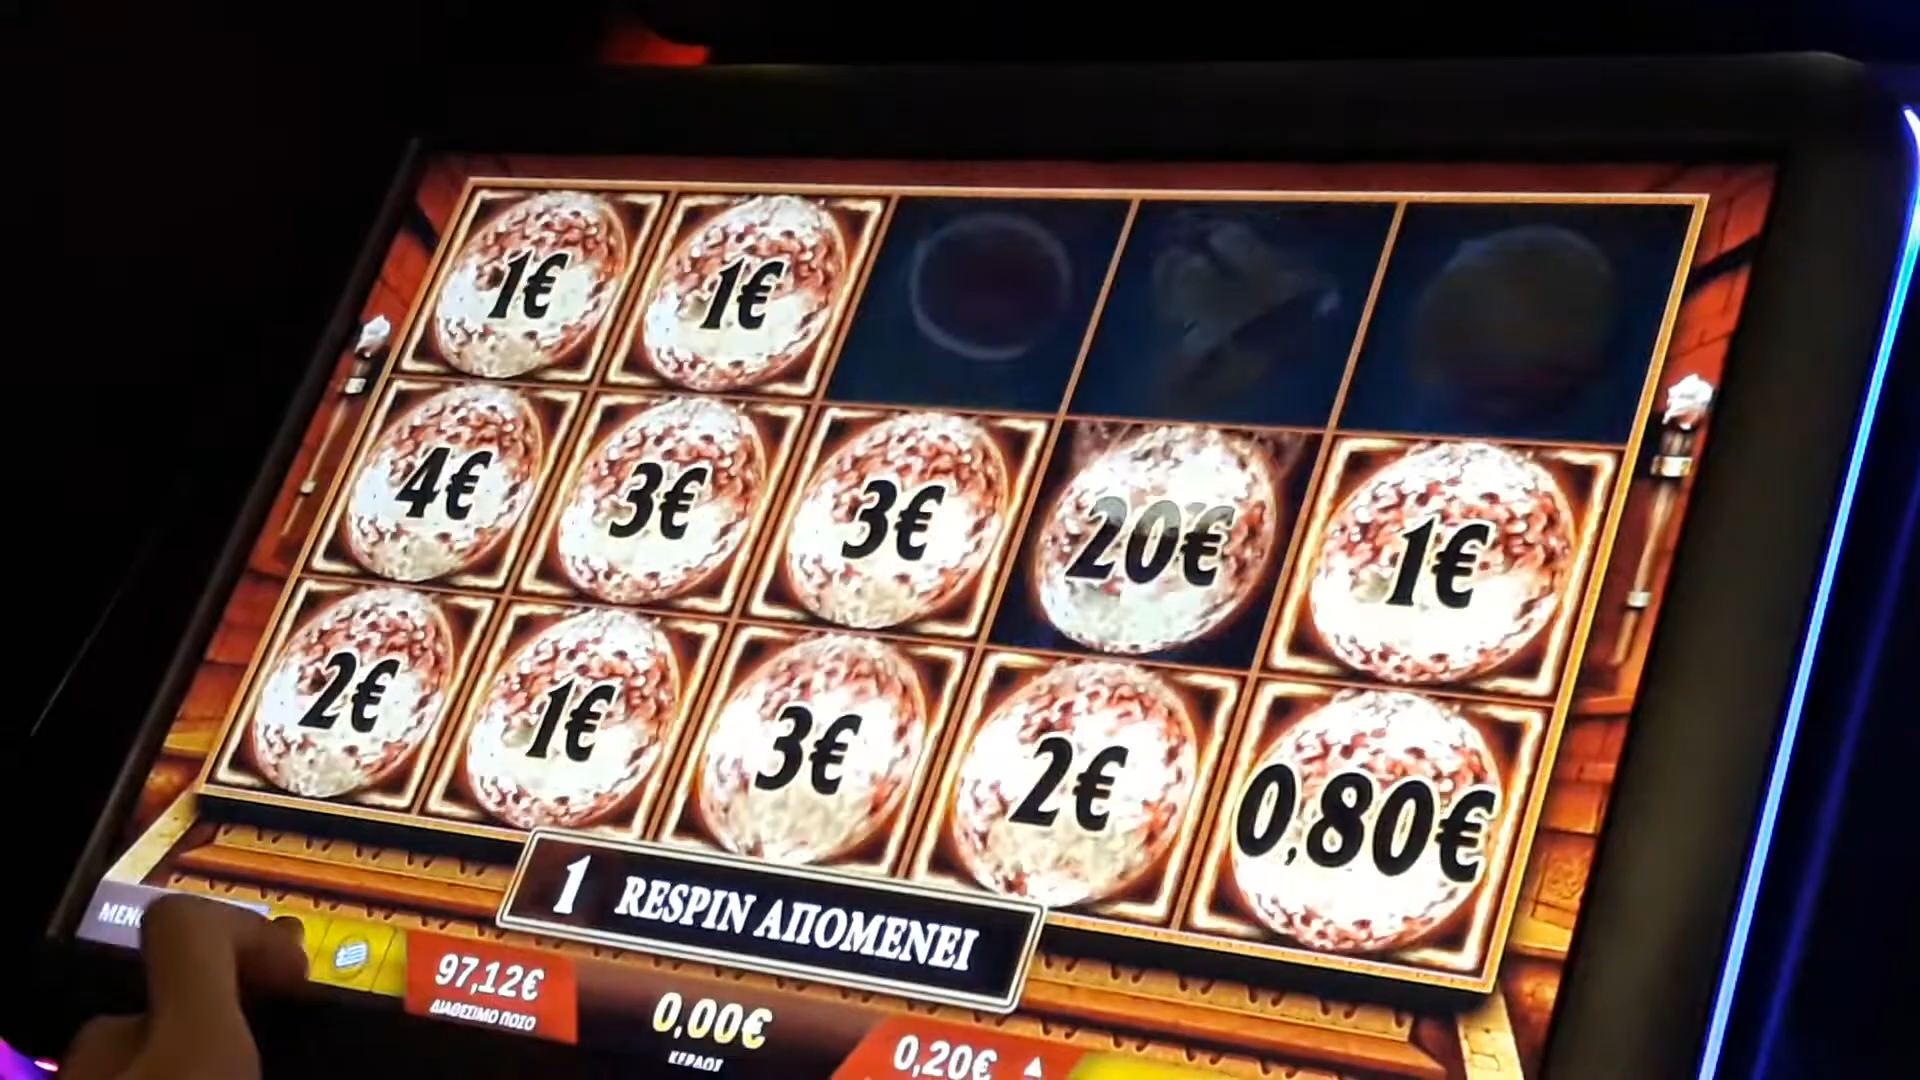 1€ 1€
4€ 3€ 3€ 20€ 1€
2€ 1€ 3€ 2€ 0,80€
1 RESPIN ΑΠΟΜΕΝΕΙ
97,12€
ΔΙΑΘΕΣΙΜΟ ΠΟΣΟ
0,00€
ΚΕΡΔΟΣ
0,20€